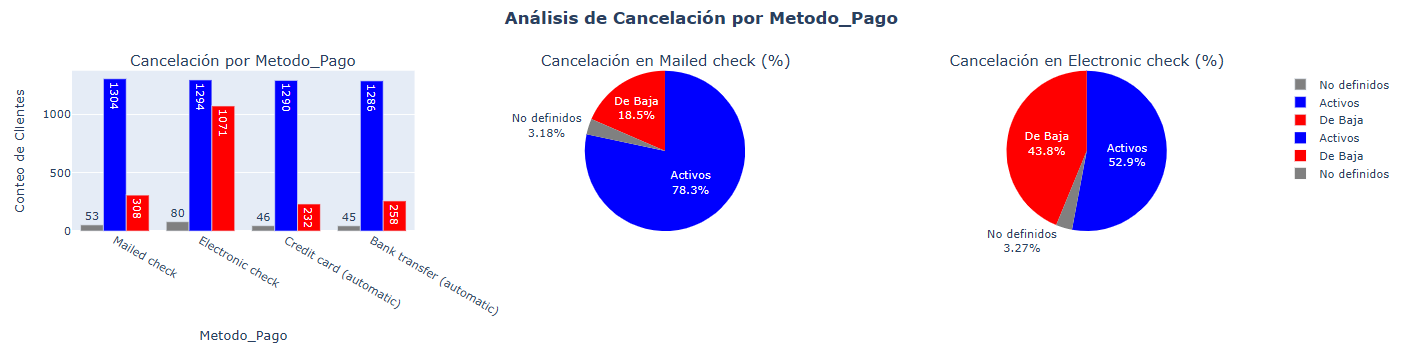 Análisis de Cancelación por Metodo_Pago
Cancelación por Metodo_Pago
Conteo de Clientes
1000
500
0
53
1304
308
80
1294
1071
46
1290
232
45
1286
258
Mailed check
Electronic check
Credit card (automatic)
Bank transfer (automatic)
Metodo_Pago
Cancelación en Mailed check (%)
De Baja
18.5%
No definidos
3.18%
Activos
78.3%
Cancelación en Electronic check (%)
De Baja
43.8%
Activos
52.9%
No definidos
3.27%
No definidos
Activos
De Baja
Activos
De Baja
No definidos